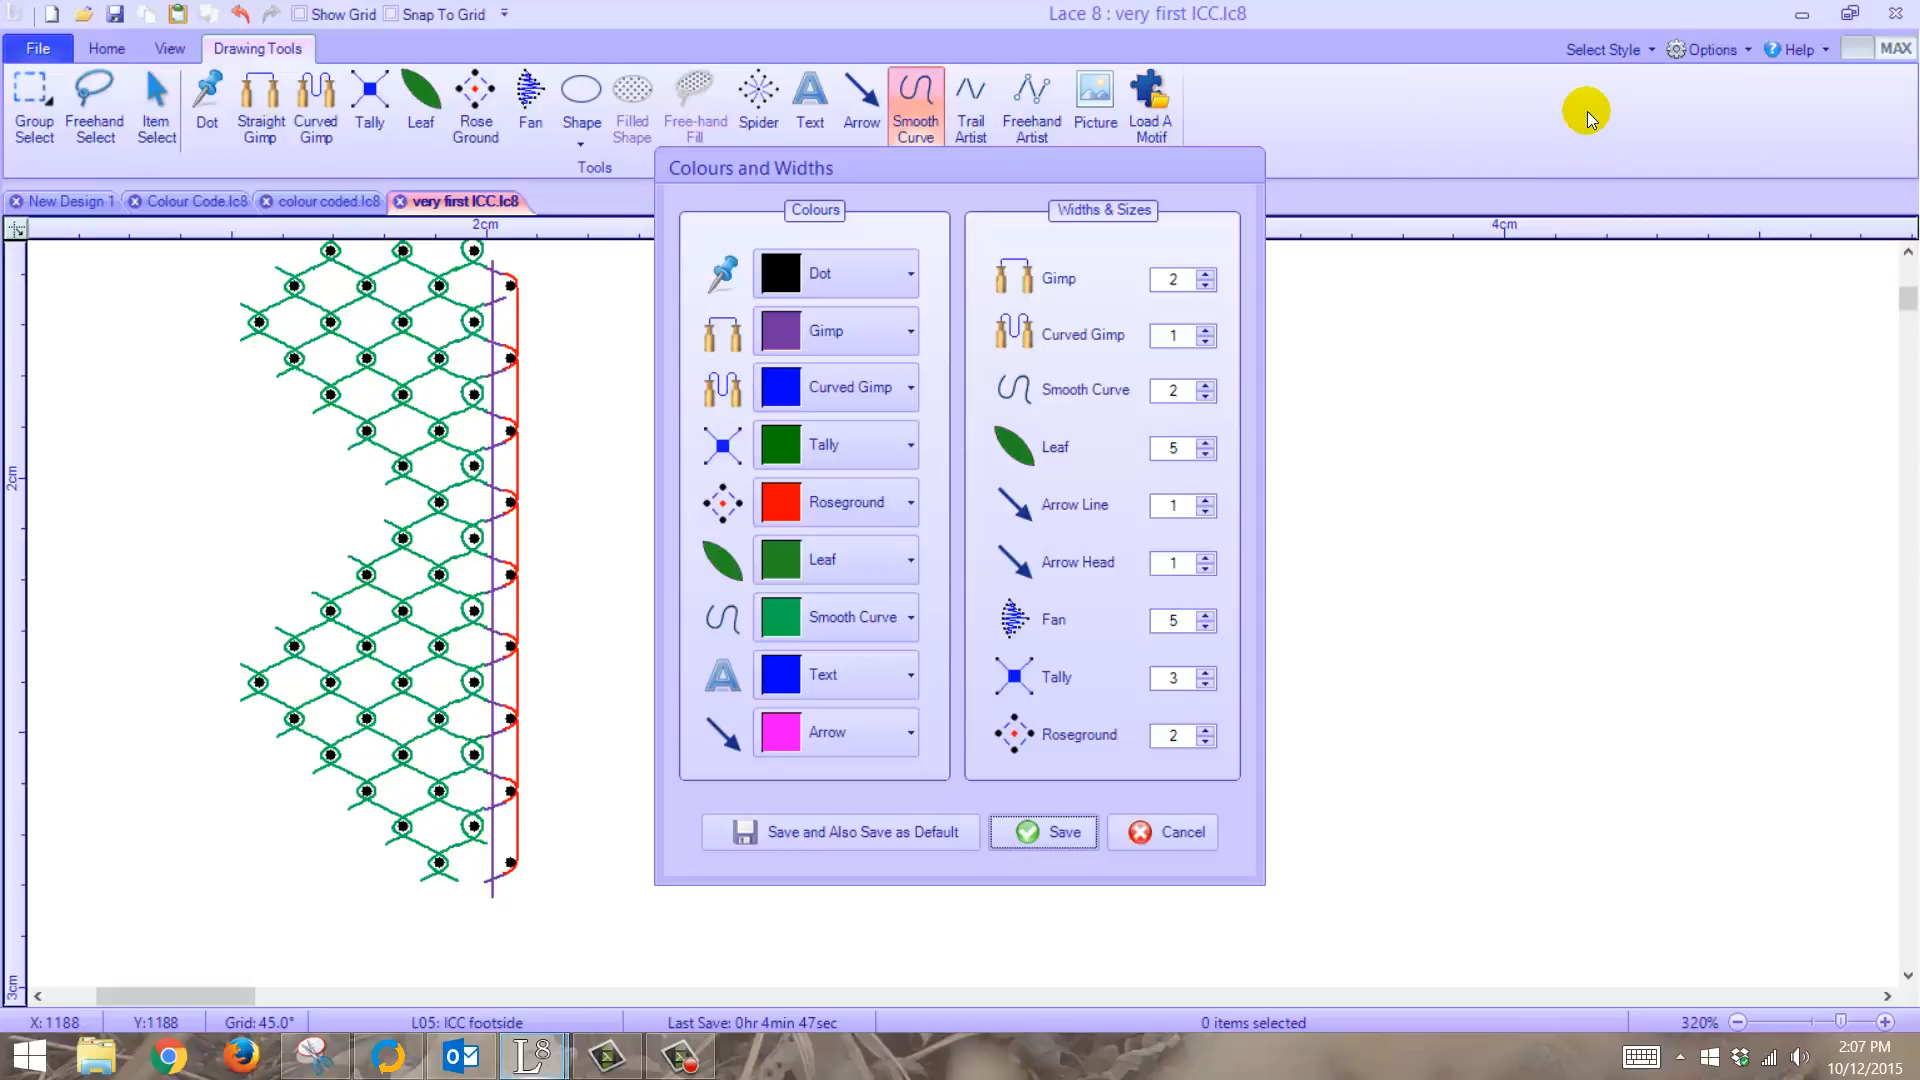 Show Grid
Snap To Grid
Lace 8 : very first ICC.lc8
File
Home
View
Drawing Tools
Select Style
Options
Help
MAX
Group Select
Freehand Select
Item Select
Dot
Straight Gimp
Curved Gimp
Tally
Leaf
Rose Ground
Fan
Shape
Filled Shape
Free-hand Fill
Spider
Text
Arrow
Smooth Curve
Trail Artist
Freehand Artist
Picture
Load A Motif
Tools
New Design 1
Colour Code.lc8
colour coded.lc8
very first ICC.lc8
2cm
4cm
2cm
3cm
Colours and Widths
Colours
Dot
Gimp
Curved Gimp
Tally
Roseground
Leaf
Smooth Curve
Text
Arrow
Widths & Sizes
Gimp 2
Curved Gimp 1
Smooth Curve 2
Leaf 5
Arrow Line 1
Arrow Head 1
Fan 5
Tally 3
Roseground 2
Save and Also Save as Default
Save
Cancel
X: 1188
Y:1188
Grid: 45.0°
L05: ICC footside
Last Save: 0hr 4min 47sec
0 items selected
320%
L8
2:07 PM
10/12/2015